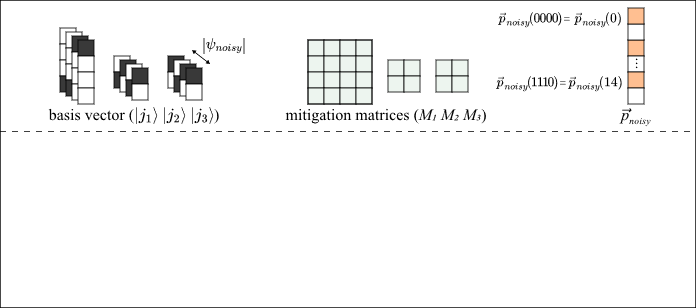 |ψ_noisy|
p⃗_noisy(0000) = p⃗_noisy(0)
⋮
p⃗_noisy(1110) = p⃗_noisy(14)
basis vector (|j₁⟩ |j₂⟩ |j₃⟩)
mitigation matrices (M₁ M₂ M₃)
p⃗_noisy